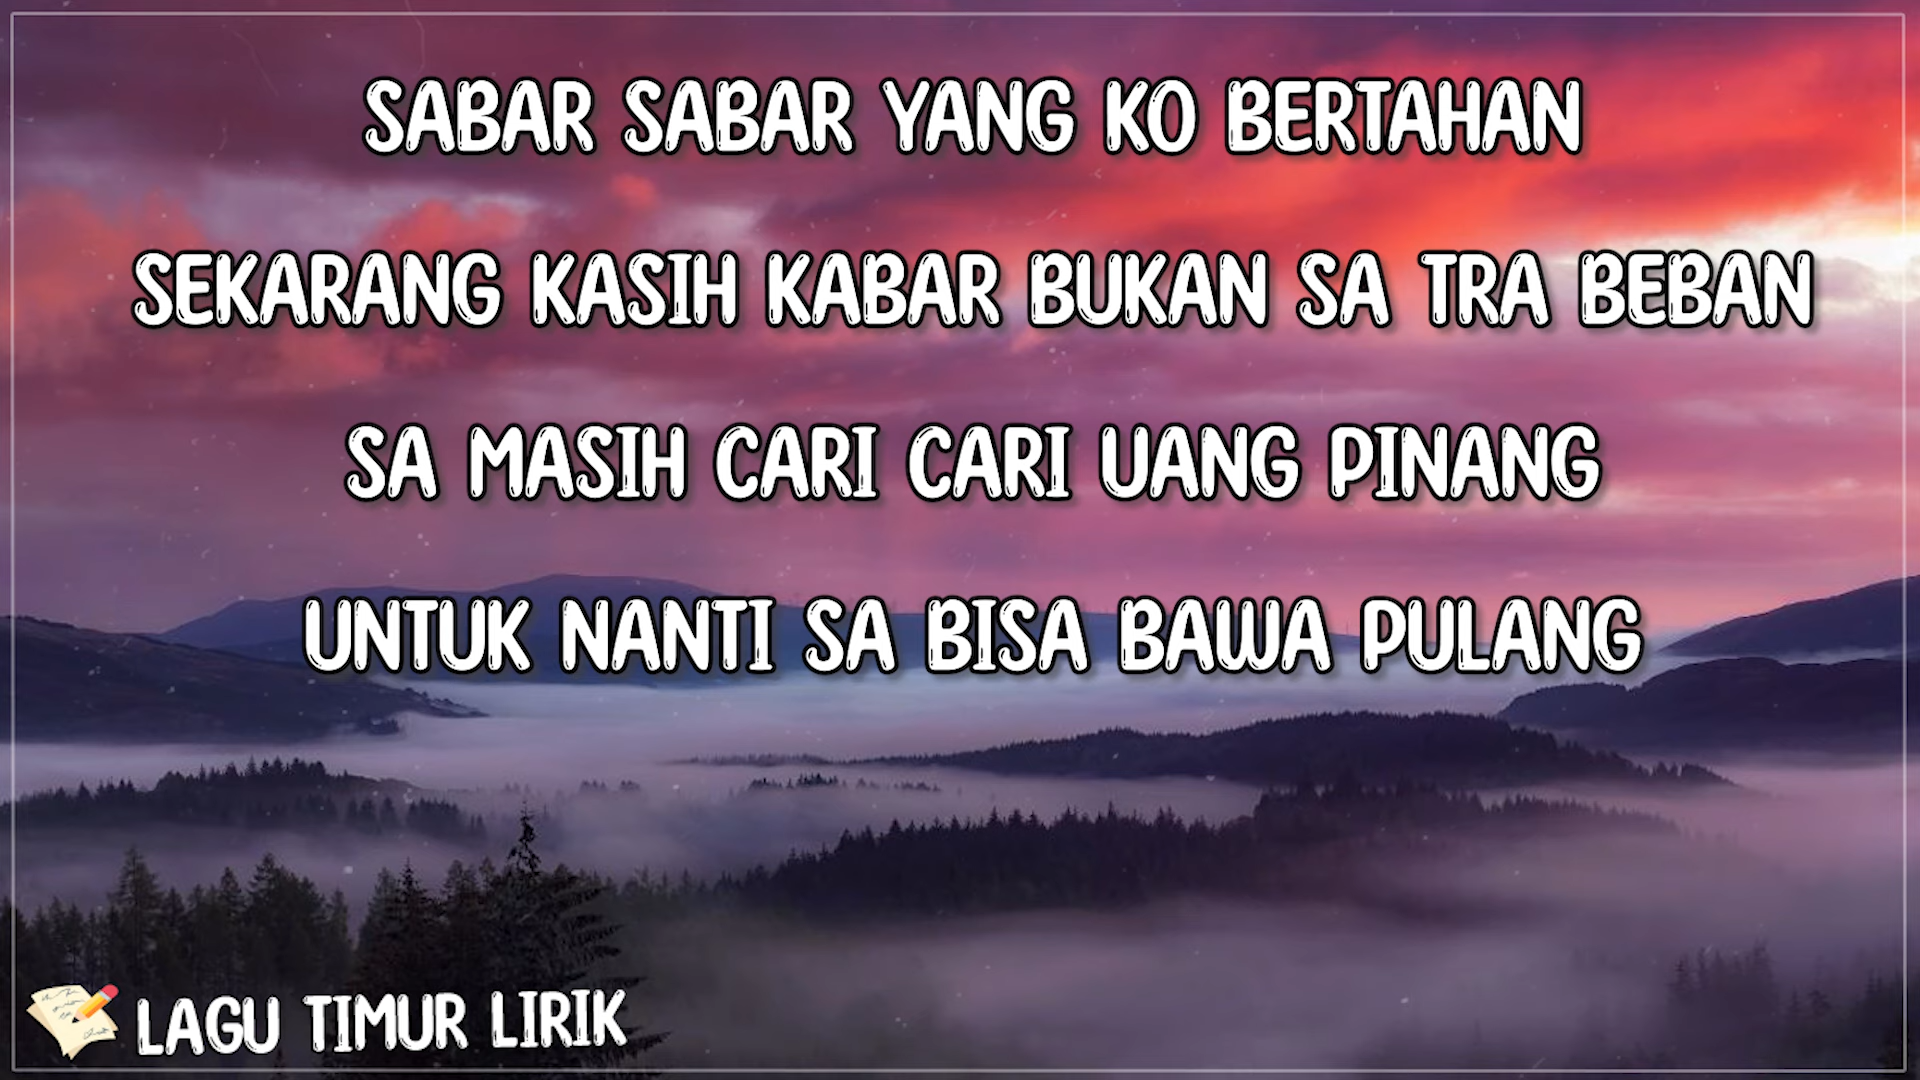 SABAR SABAR YANG KO BERTAHAN
SEKARANG KASIH KABAR BUKAN SA TRA BEBAN
SA MASIH CARI CARI UANG PINANG
UNTUK NANTI SA BISA BAWA PULANG
LAGU TIMUR LIRIK